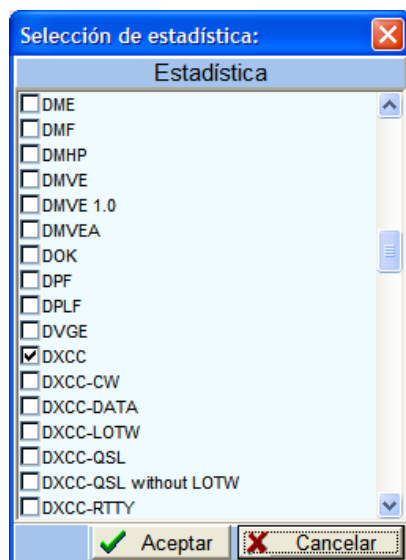 Selección de estadística:
Estadística
DME
DMF
DMHP
DMVE
DMVE 1.0
DMVEA
DOK
DPF
DPLF
DVGE
DXCC
DXCC-CW
DXCC-DATA
DXCC-LOTW
DXCC-QSL
DXCC-QSL without LOTW
DXCC-RTTY
Aceptar Cancelar